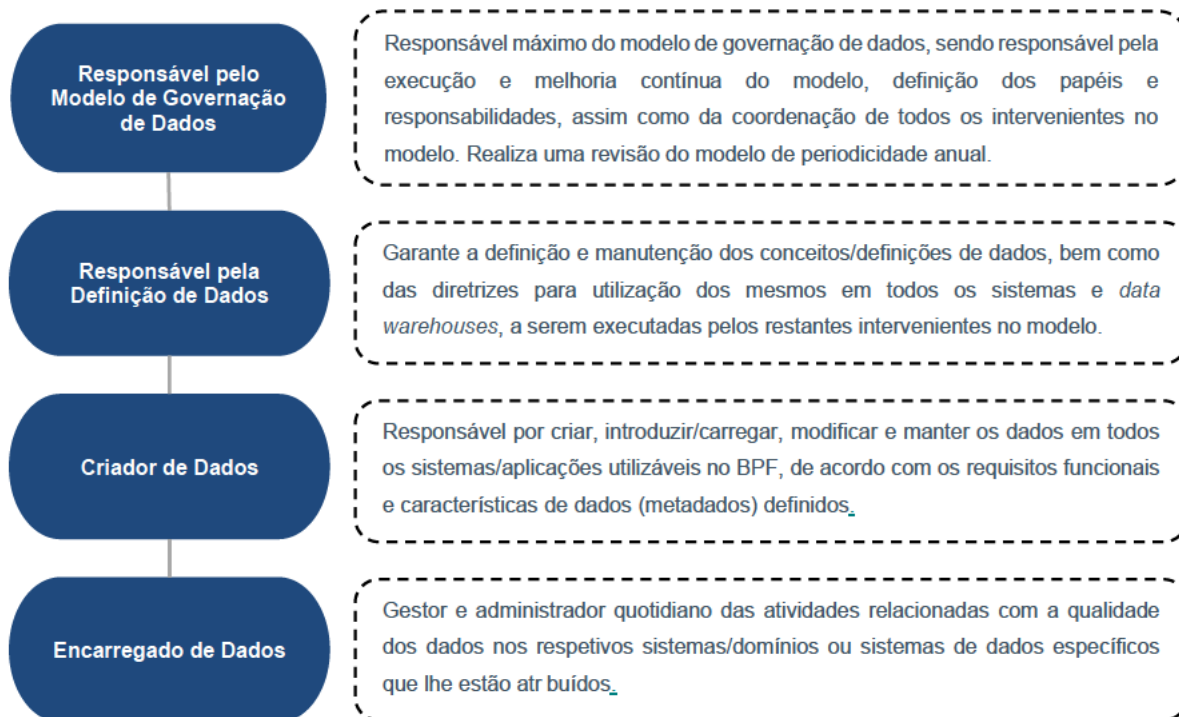 Responsável pelo
Modelo de Governação
de Dados
Responsável máximo do modelo de governação de dados, sendo responsável pela
execução e melhoria contínua do modelo, definição dos papéis e
responsabilidades, assim como da coordenação de todos os intervenientes no
modelo. Realiza uma revisão do modelo de periodicidade anual.
Responsável pela
Definição de Dados
Garante a definição e manutenção dos conceitos/definições de dados, bem como
das diretrizes para utilização dos mesmos em todos os sistemas e data
warehouses, a serem executadas pelos restantes intervenientes no modelo.
Criador de Dados
Responsável por criar, introduzir/carregar, modificar e manter os dados em todos
os sistemas/aplicações utilizáveis no BPF, de acordo com os requisitos funcionais
e características de dados (metadados) definidos.
Encarregado de Dados
Gestor e administrador quotidiano das atividades relacionadas com a qualidade
dos dados nos respetivos sistemas/domínios ou sistemas de dados específicos
que lhe estão atr buídos.